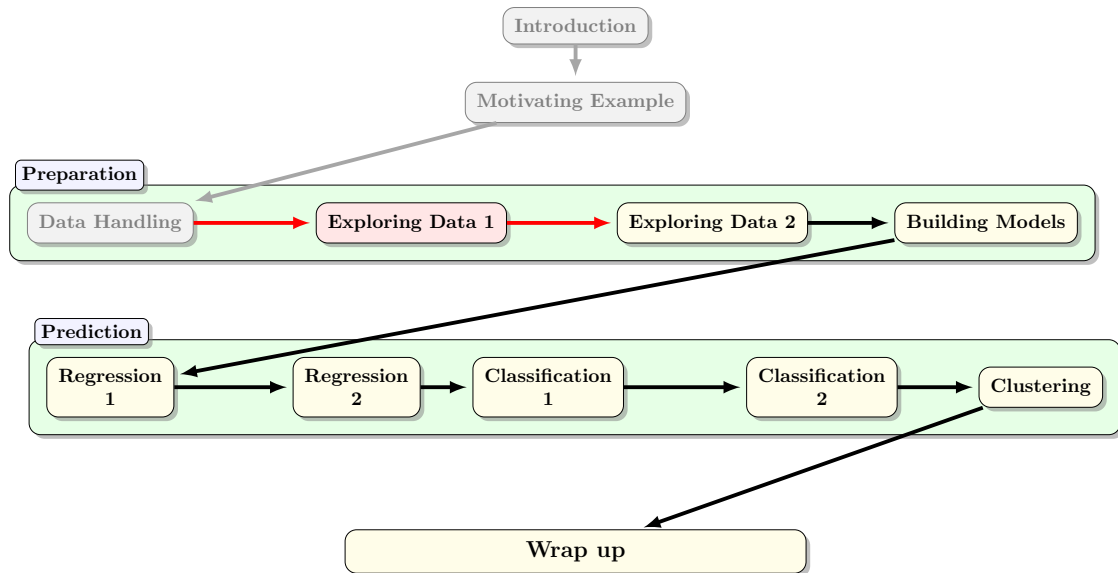 Introduction
Motivating Example
Preparation
Data Handling
Exploring Data 1
Exploring Data 2
Building Models
Prediction
Regression
1
Regression
2
Classification
1
Classification
2
Clustering
Wrap up